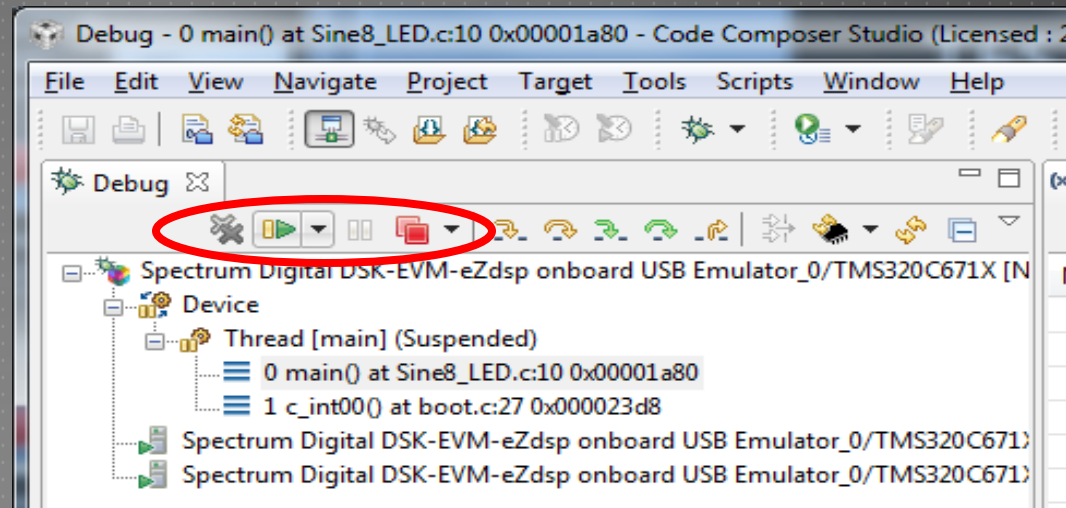 Debug - 0 main() at Sine8_LED.c:10 0x00001a80 - Code Composer Studio (Licensed : 2
File Edit View Navigate Project Target Tools Scripts Window Help
Debug
Spectrum Digital DSK-EVM-eZdsp onboard USB Emulator_0/TMS320C671X [N
Device
Thread [main] (Suspended)
0 main() at Sine8_LED.c:10 0x00001a80
1 c_int00() at boot.c:27 0x000023d8
Spectrum Digital DSK-EVM-eZdsp onboard USB Emulator_0/TMS320C671X
Spectrum Digital DSK-EVM-eZdsp onboard USB Emulator_0/TMS320C671X